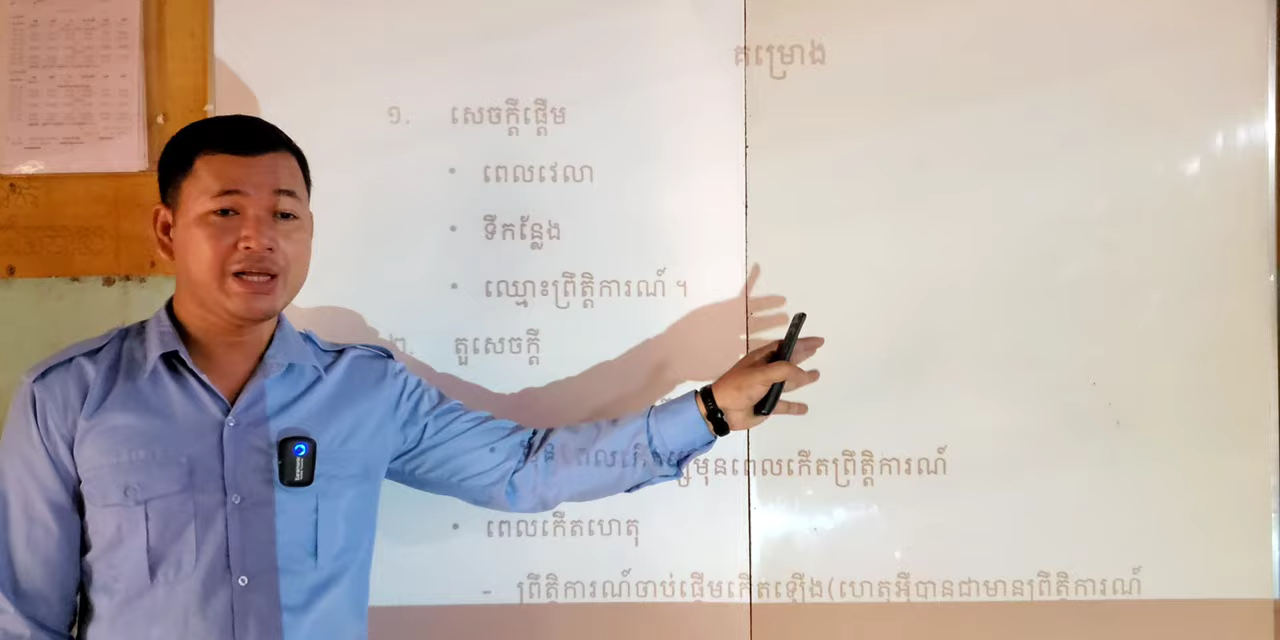 គម្រោង
១. សេចក្តីផ្តើម
• ពេលវេលា
• ទីកន្លែង
• ឈ្មោះព្រឹត្តិការណ៍ ។
២. តួសេចក្តី
មុនពេលកើតព្រឹត្តិការណ៍
• ពេលកើតហេតុ
- ព្រឹត្តិការណ៍ចាប់ផ្តើមកើតឡើង(ហេតុអ្វីបានជាមានព្រឹត្តិការណ៍